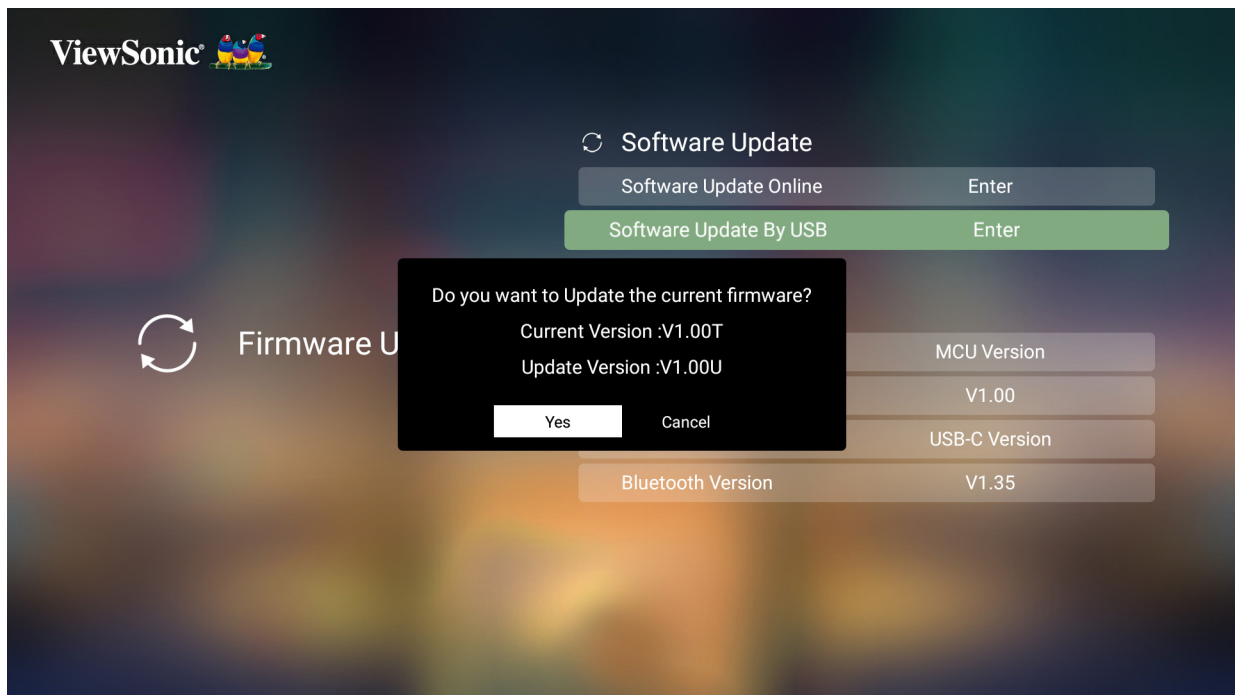 ViewSonic®
Software Update
Software Update Online Enter
Software Update By USB Enter
Do you want to Update the current firmware?
Current Version :V1.00T
Update Version :V1.00U
Yes Cancel
Firmware U
MCU Version
V1.00
USB-C Version
Bluetooth Version V1.35